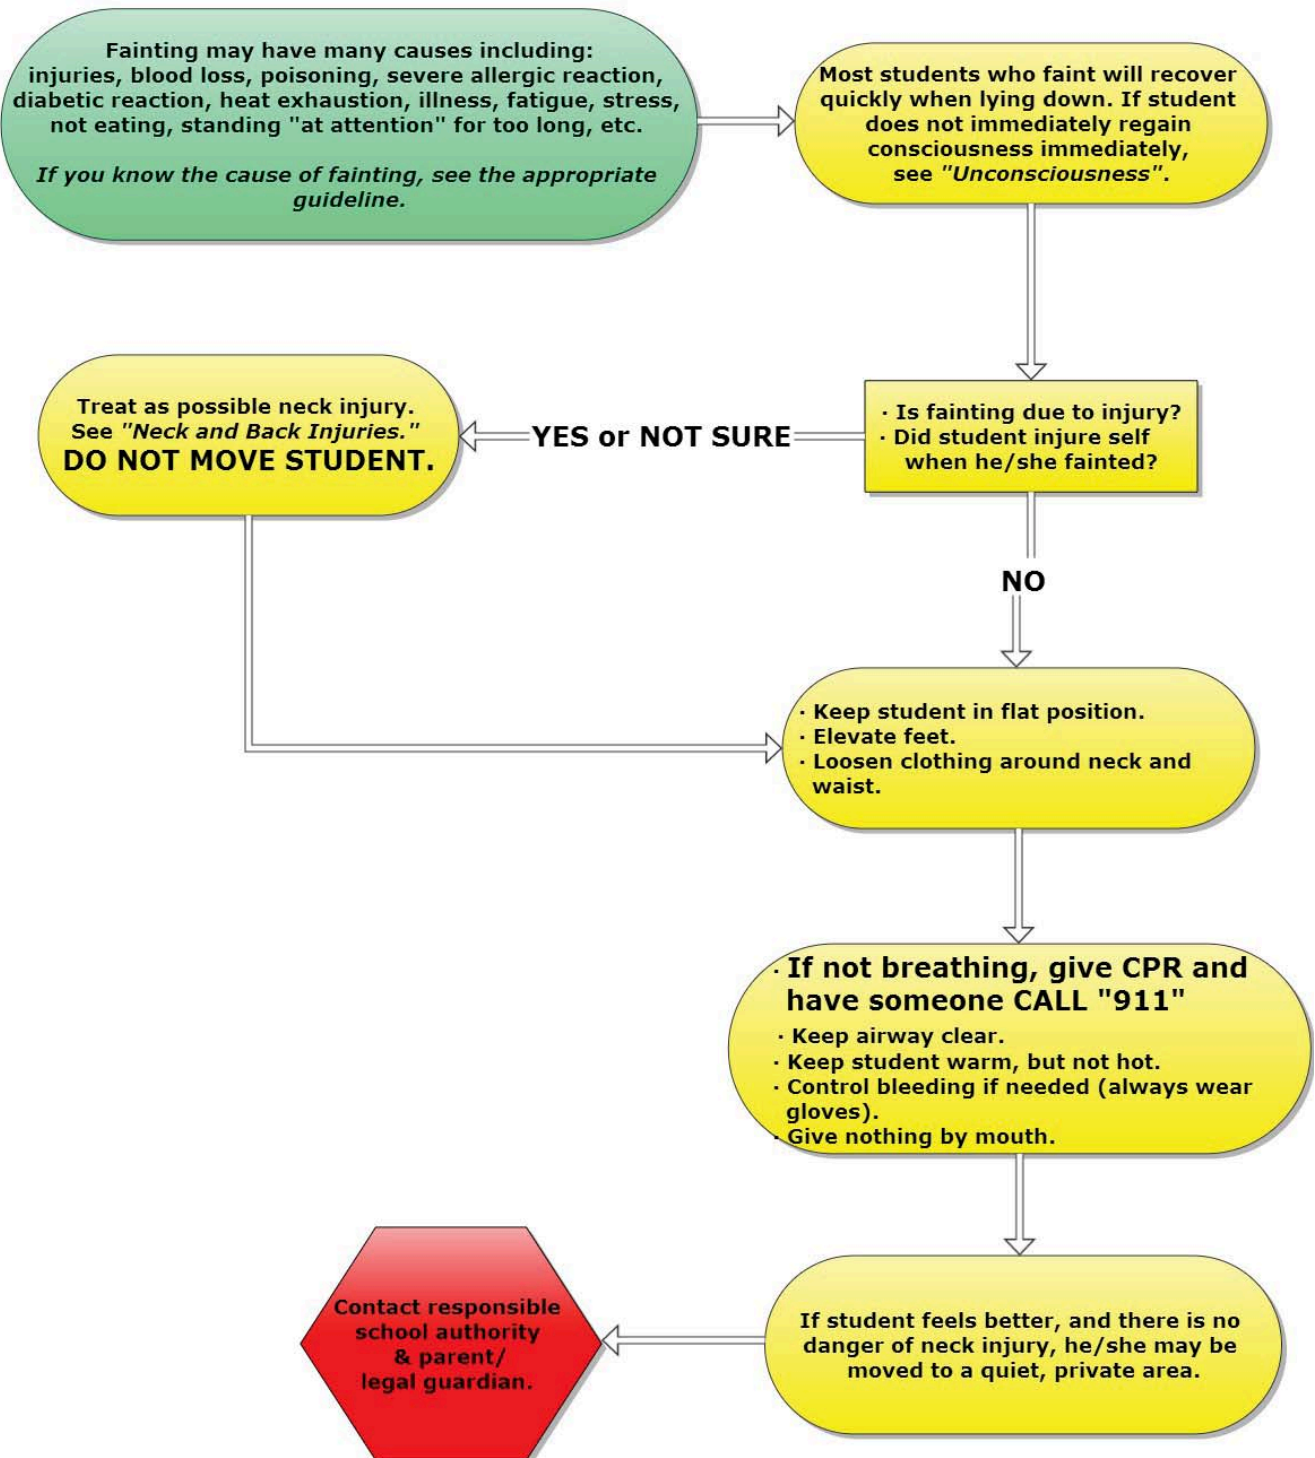 Fainting may have many causes including:
injuries, blood loss, poisoning, severe allergic reaction,
diabetic reaction, heat exhaustion, illness, fatigue, stress,
not eating, standing "at attention" for too long, etc.
If you know the cause of fainting, see the appropriate
guideline.
Most students who faint will recover
quickly when lying down. If student
does not immediately regain
consciousness immediately,
see "Unconsciousness".
· Is fainting due to injury?
· Did student injure self
when he/she fainted?
YES or NOT SURE
Treat as possible neck injury.
See "Neck and Back Injuries."
DO NOT MOVE STUDENT.
NO
· Keep student in flat position.
· Elevate feet.
· Loosen clothing around neck and
waist.
· If not breathing, give CPR and
have someone CALL "911"
· Keep airway clear.
· Keep student warm, but not hot.
· Control bleeding if needed (always wear
gloves).
· Give nothing by mouth.
If student feels better, and there is no
danger of neck injury, he/she may be
moved to a quiet, private area.
Contact responsible
school authority
& parent/
legal guardian.